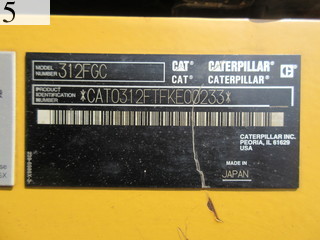 5
MODEL NUMBER 312FGC
CAT CATERPILLAR
CAT CATERPILLAR
PRODUCT IDENTIFICATION NUMBER *CAT0312FTFKE00233*
CATERPILLAR INC.
PEORIA, IL 61629
USA
MADE IN
JAPAN